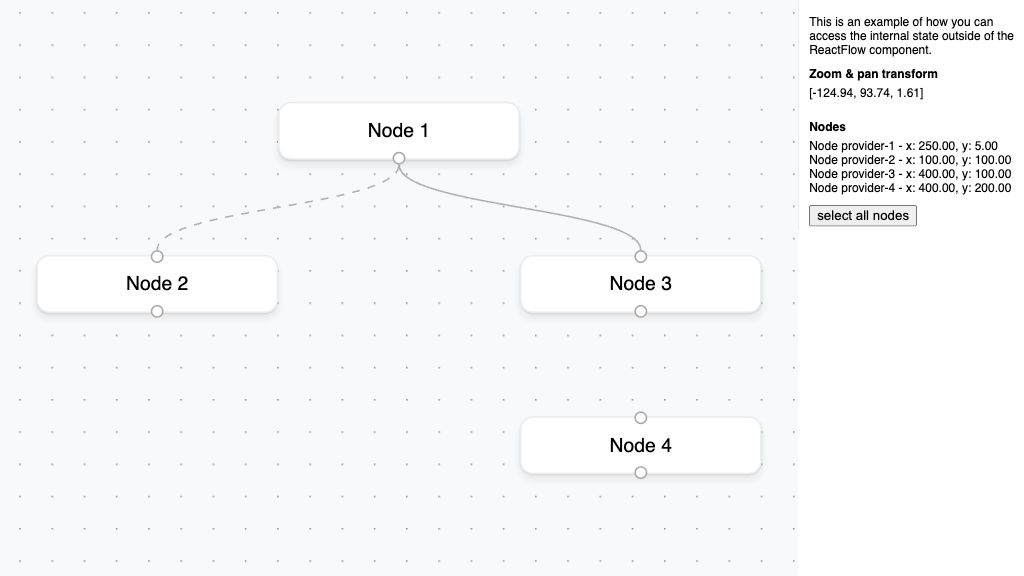 Node 1
Node 2
Node 3
Node 4
This is an example of how you can
access the internal state outside of the
ReactFlow component.
Zoom & pan transform
[-124.94, 93.74, 1.61]
Nodes
Node provider-1 - x: 250.00, y: 5.00
Node provider-2 - x: 100.00, y: 100.00
Node provider-3 - x: 400.00, y: 100.00
Node provider-4 - x: 400.00, y: 200.00
select all nodes